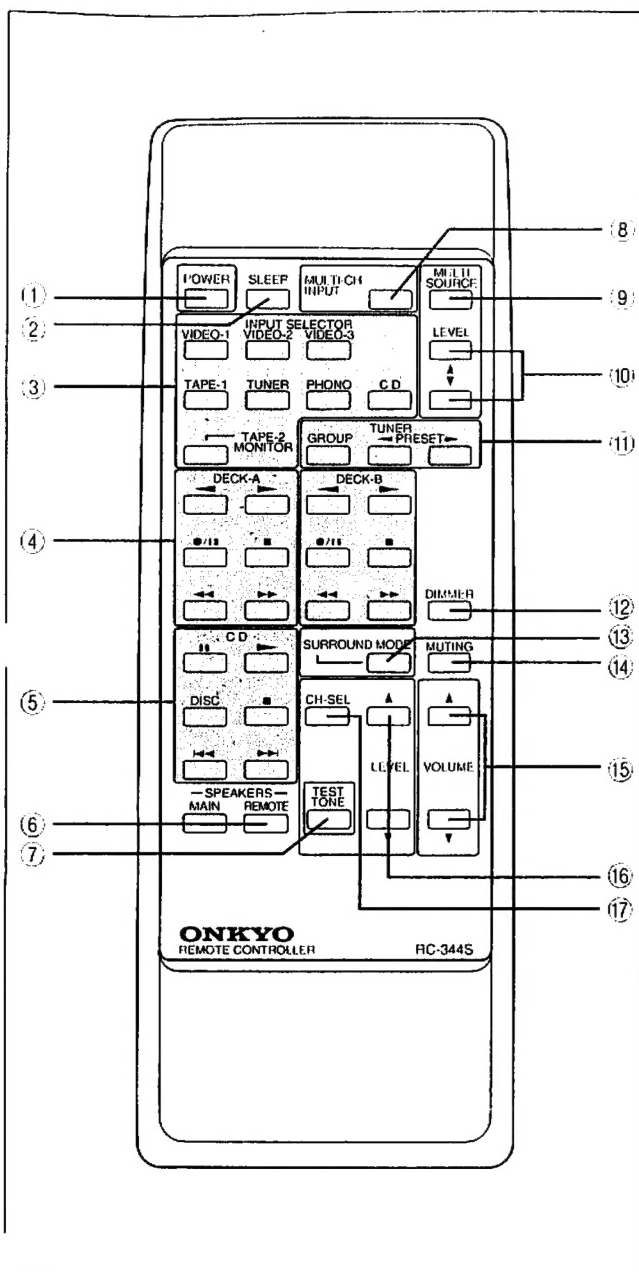 ⑧
POWER SLEEP MULTI-CH INPUT MULTI SOURCE
① ⑨
②
INPUT SELECTOR
VIDEO-1 VIDEO-2 VIDEO-3 LEVEL
③ TAPE-1 TUNER PHONO CD ⑩
TUNER
TAPE-2 MONITOR GROUP PRESET ⑪
DECK-A DECK-B
④
DIMMER ⑫
⑬
CD SURROUND MODE MUTING ⑭
⑤ DISC CH-SEL
LEVEL VOLUME ⑮
SPEAKERS
MAIN REMOTE TEST TONE
⑥
⑦ ⑯
⑰
ONKYO
REMOTE CONTROLLER RC-344S